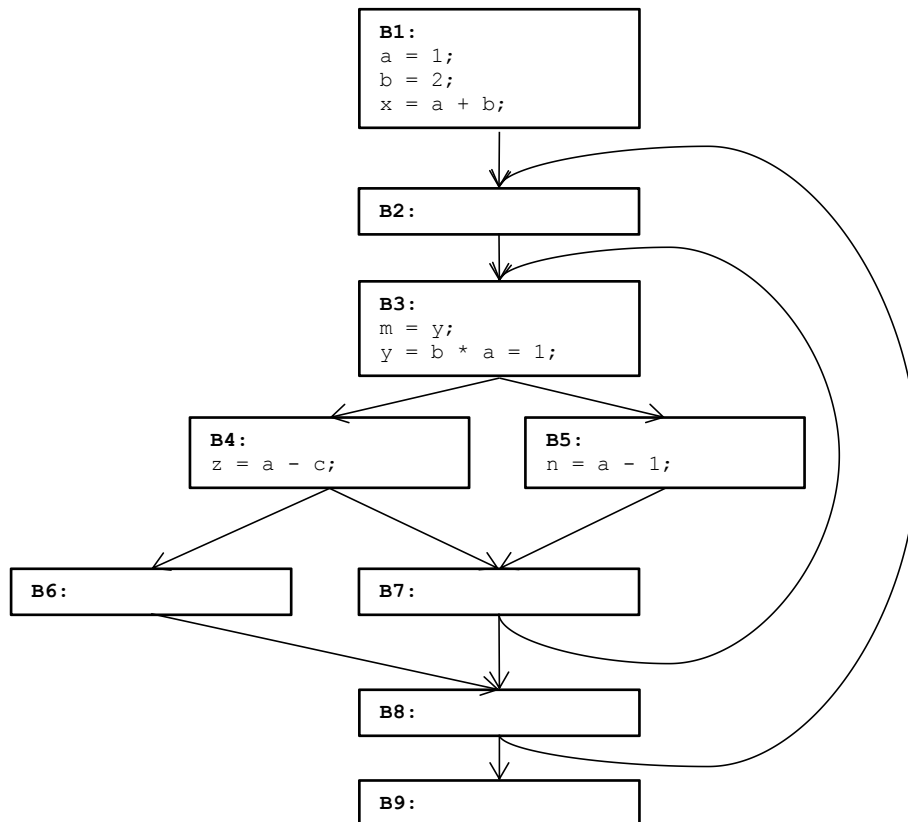 B1:
a = 1;
b = 2;
x = a + b;
B2:
B3:
m = y;
y = b * a = 1;
B4:
z = a - c;
B5:
n = a - 1;
B6:
B7:
B8:
B9: